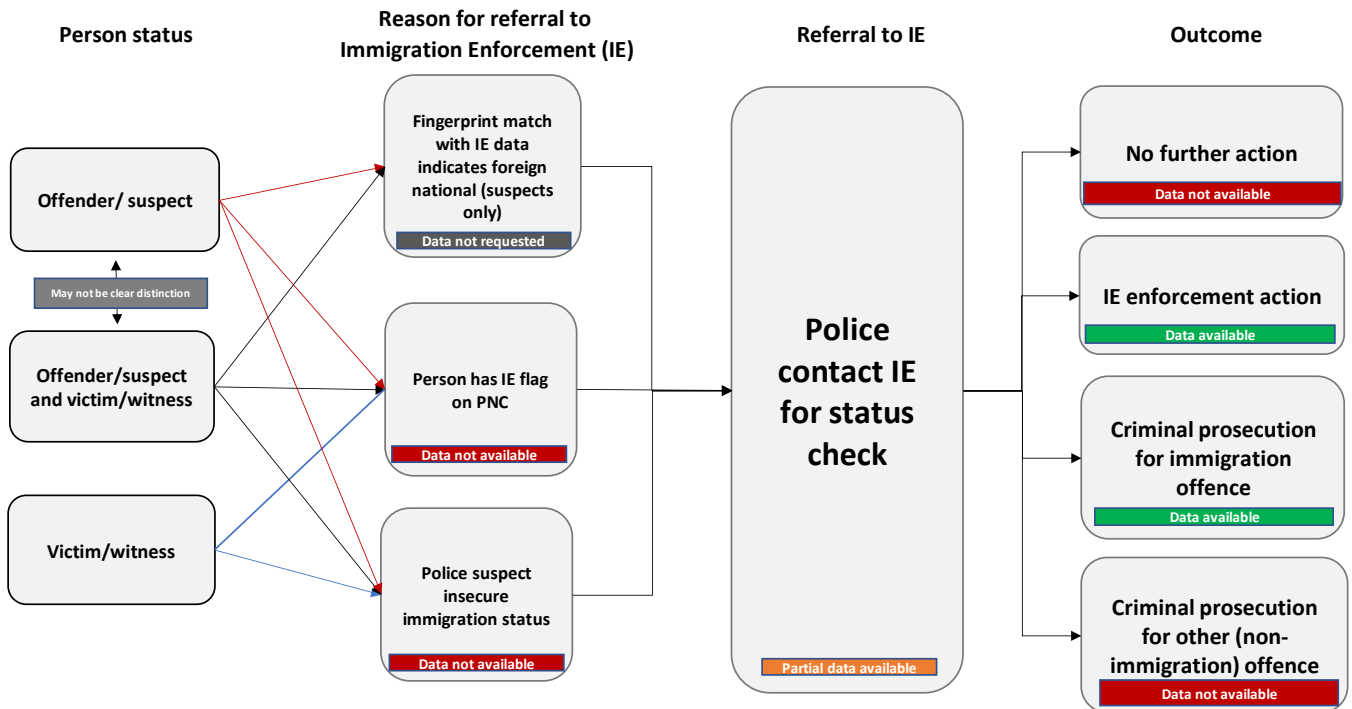 Person status
Reason for referral to
Immigration Enforcement (IE)
Referral to IE
Outcome
Offender/ suspect
May not be clear distinction
Offender/suspect
and victim/witness
Victim/witness
Fingerprint match
with IE data
indicates foreign
national (suspects
only)
Data not requested
Person has IE flag
on PNC
Data not available
Police suspect
insecure
immigration status
Data not available
Police
contact IE
for status
check
Partial data available
No further action
Data not available
IE enforcement action
Data available
Criminal prosecution
for immigration
offence
Data available
Criminal prosecution
for other (non-
immigration) offence
Data not available